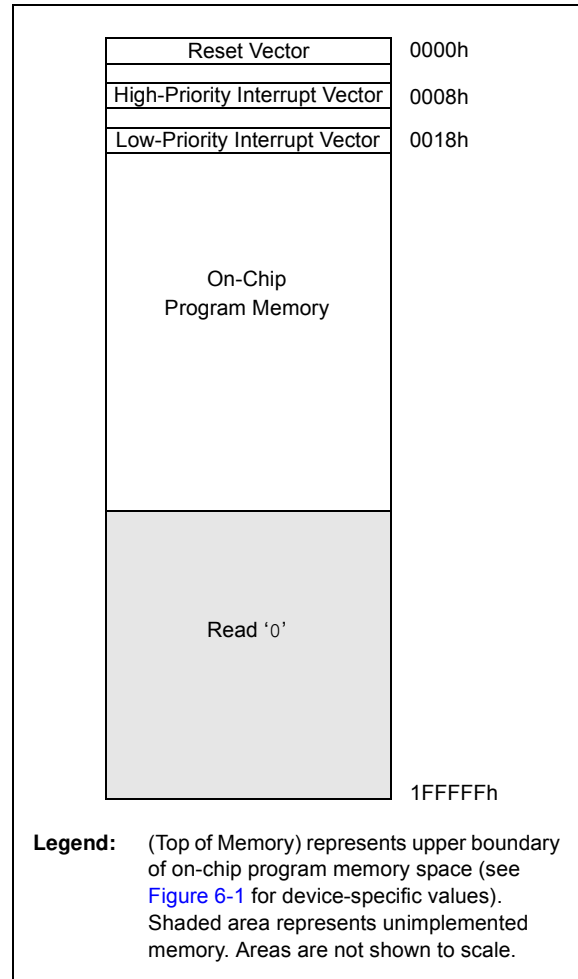 Reset Vector 0000h
High-Priority Interrupt Vector 0008h
Low-Priority Interrupt Vector 0018h
On-Chip
Program Memory
Read ‘0’
1FFFFFh
Legend: (Top of Memory) represents upper boundary
of on-chip program memory space (see
Figure 6-1 for device-specific values).
Shaded area represents unimplemented
memory. Areas are not shown to scale.